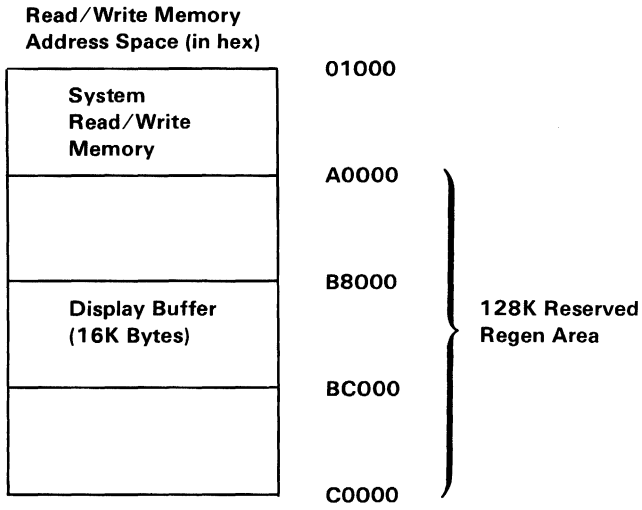 Read/Write Memory
Address Space (in hex)
01000
System
Read/Write
Memory
A0000
B8000
Display Buffer
(16K Bytes)
128K Reserved
Regen Area
BC000
C0000